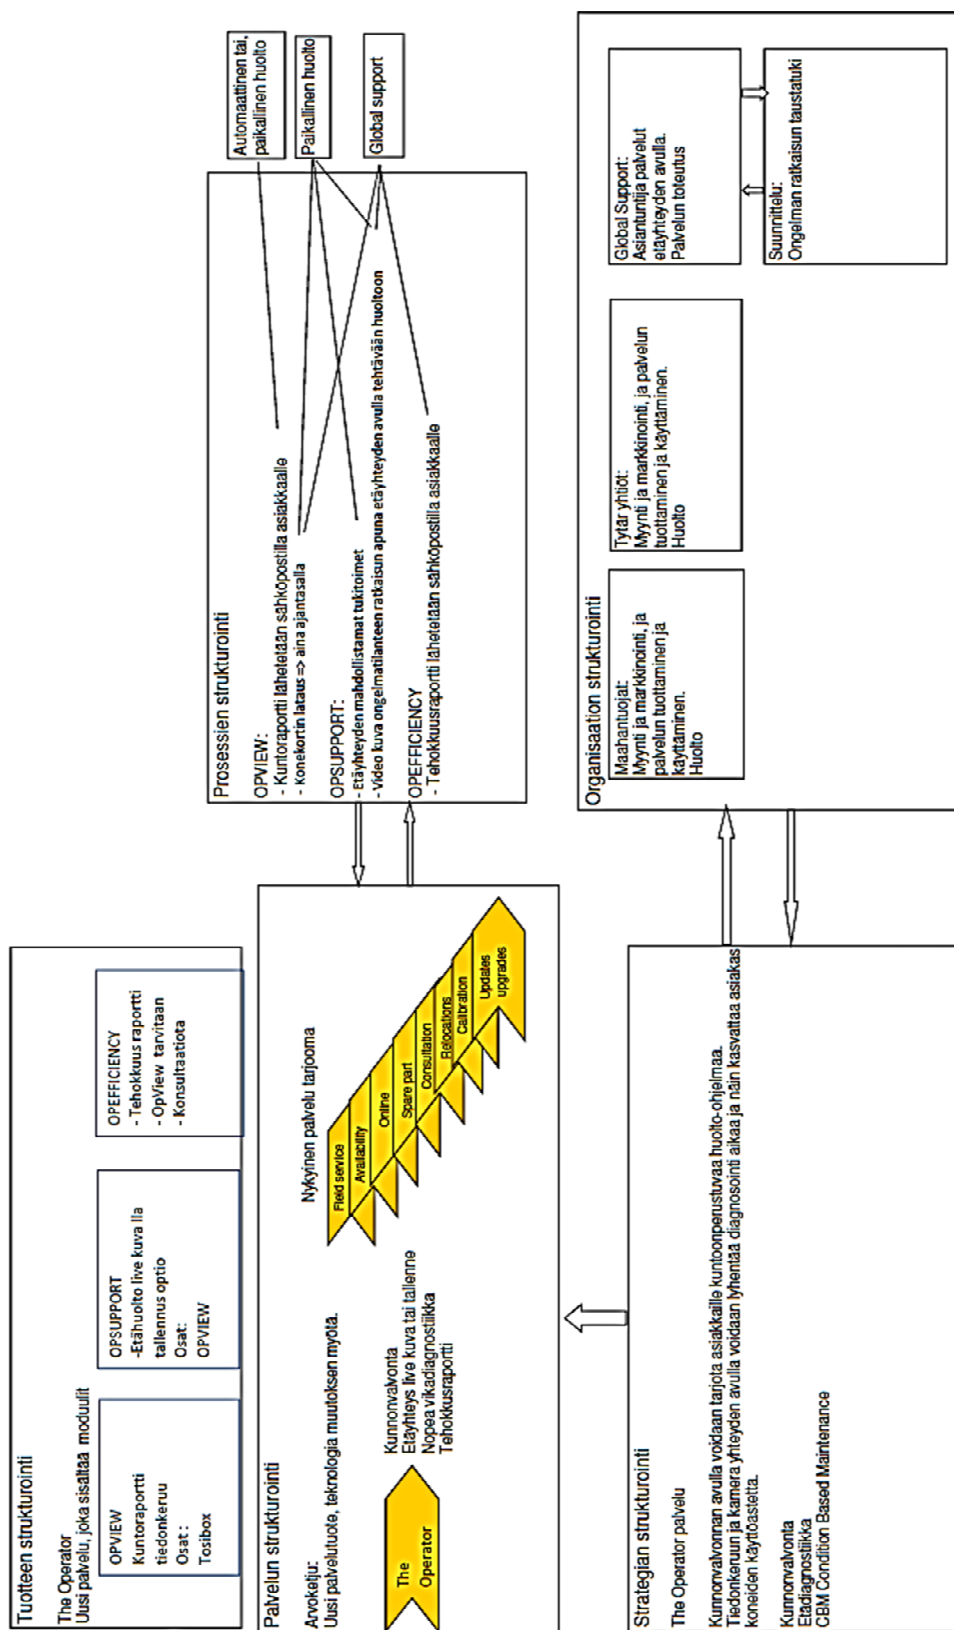 Tuotteen strukturointi
The Operator
Uusi palvelu, joka sisältää moduulit
OPVIEW
Kuntoraportti
tiedonkeruu
Osat :
Tosibox
OPSUPPORT
-Etähuolto live kuva lla
tallennus optio
Osat:
OPVIEW
OPEFFICIENCY
- Tehokkuus raportti
- OpView tarvitaan
- Konsultaatiota
Palvelun strukturointi
Arvoketju:
Uusi palvelutuote, teknologia muutoksen myötä.
The
Operator
Kunnonvalvonta
Etäyhteys live kuva tai tallenne
Nopea vikadiagnostiikka
Tehokkusraportti
Nykyinen palvelu tarjooma
Field service
Availability
Online
Spare part
Consultation
Relocations
Calibration
Updates
upgrades
Strategian strukturointi
The Operator palvelu
Kunnonvalvonnan avulla voidaan tarjota asiakkaille kuntoonperustuvaa huolto-ohjelmaa.
Tiedonkeruun ja kamera yhteyden avulla voidaan lyhentää diagnosointi aikaa ja näin kasvattaa asiakas
koneiden käyttöastetta.
Kunnonvalvonta
Etädiagnostiikka
CBM Condition Based Maintenance
Prosessien strukturointi
OPVIEW:
- Kuntoraportti lähetetään sähköpostilla asiakkaalle
- Konekortin lataus => aina ajantasalla
OPSUPPORT:
- Etäyhteyden mahdollistamat tukitoimet
- Video kuva ongelmatilanteen ratkaisun apuna etäyhteyden avulla tehtävään huoltoon
OPEFFICIENCY
- Tehokkuusraportti lähetetään sähköpostilla asiakkaalle
Automaattinen tai,
paikallinen huolto
Paikallinen huolto
Global support
Organisaation strukturointi
Maahantuojat:
Myynti ja markkinointi, ja
palvelun tuottaminen ja
käyttäminen.
Huolto
Tytär yhtiöt:
Myynti ja markkinointi, ja palvelun
tuottaminen ja käyttäminen.
Huolto
Global Support:
Asiantuntija palvelut
etäyhteyden avulla.
Palvelun toteutus
Suunnittelu:
Ongelman ratkaisun taustatuki